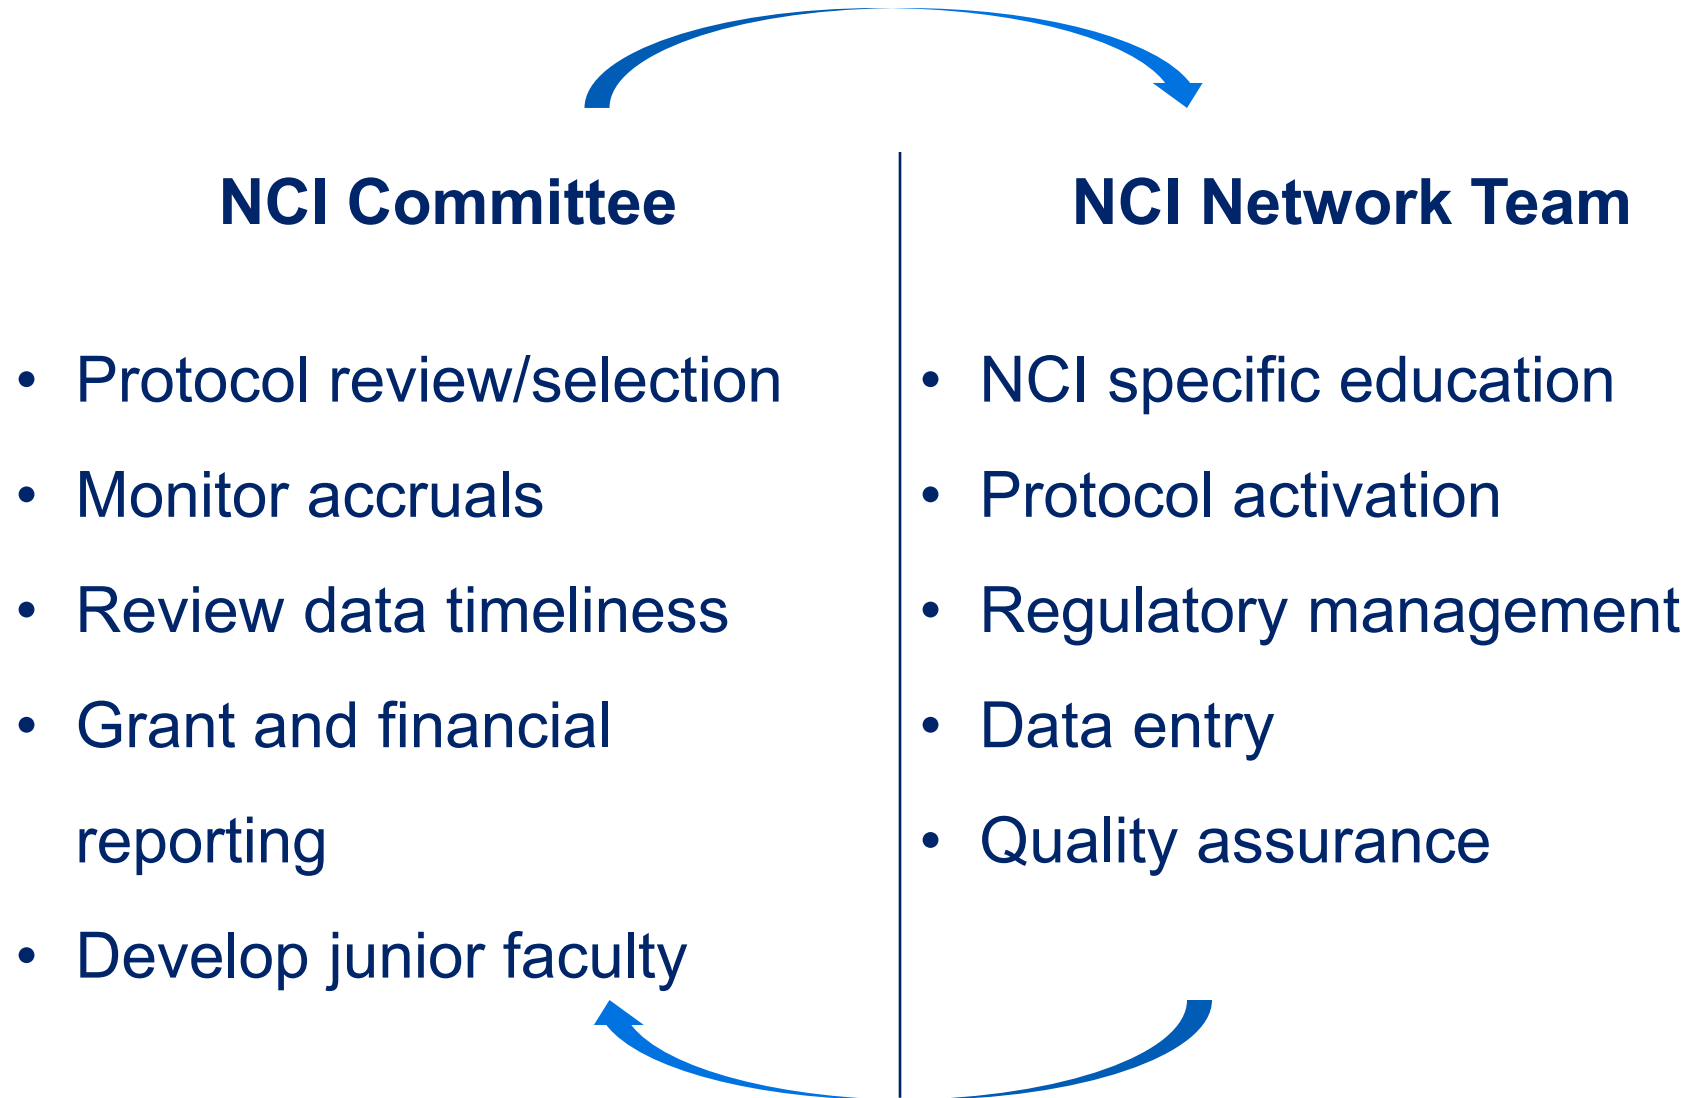 NCI Committee
• Protocol review/selection
• Monitor accruals
• Review data timeliness
• Grant and financial
reporting
• Develop junior faculty
NCI Network Team
• NCI specific education
• Protocol activation
• Regulatory management
• Data entry
• Quality assurance